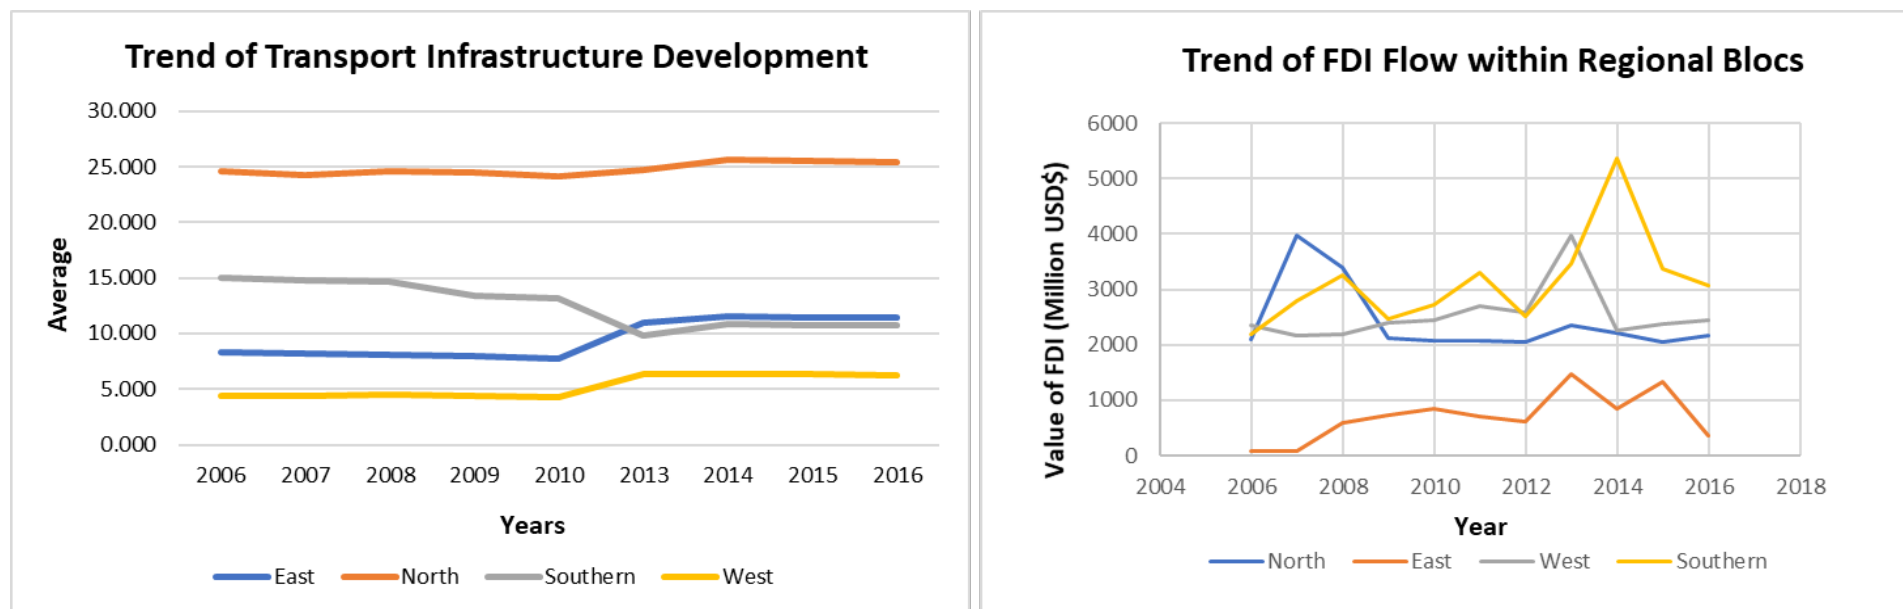 Trend of Transport Infrastructure Development
30.000
25.000
20.000
15.000
10.000
5.000
0.000
Average
2006 2007 2008 2009 2010 2013 2014 2015 2016
Years
East North Southern West
Trend of FDI Flow within Regional Blocs
6000
5000
4000
3000
2000
1000
0
Value of FDI (Million USD$)
2004 2006 2008 2010 2012 2014 2016 2018
Year
North East West Southern